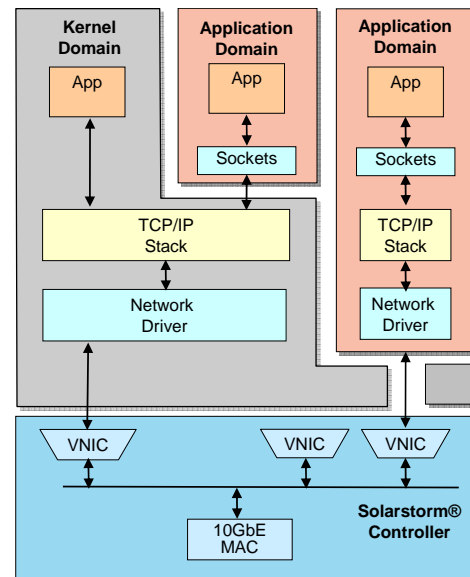 Kernel
Domain
App
TCP/IP
Stack
Network
Driver
Application
Domain
App
Sockets
Application
Domain
App
Sockets
TCP/IP
Stack
Network
Driver
VNIC
VNIC
VNIC
10GbE
MAC
Solarstorm®
Controller